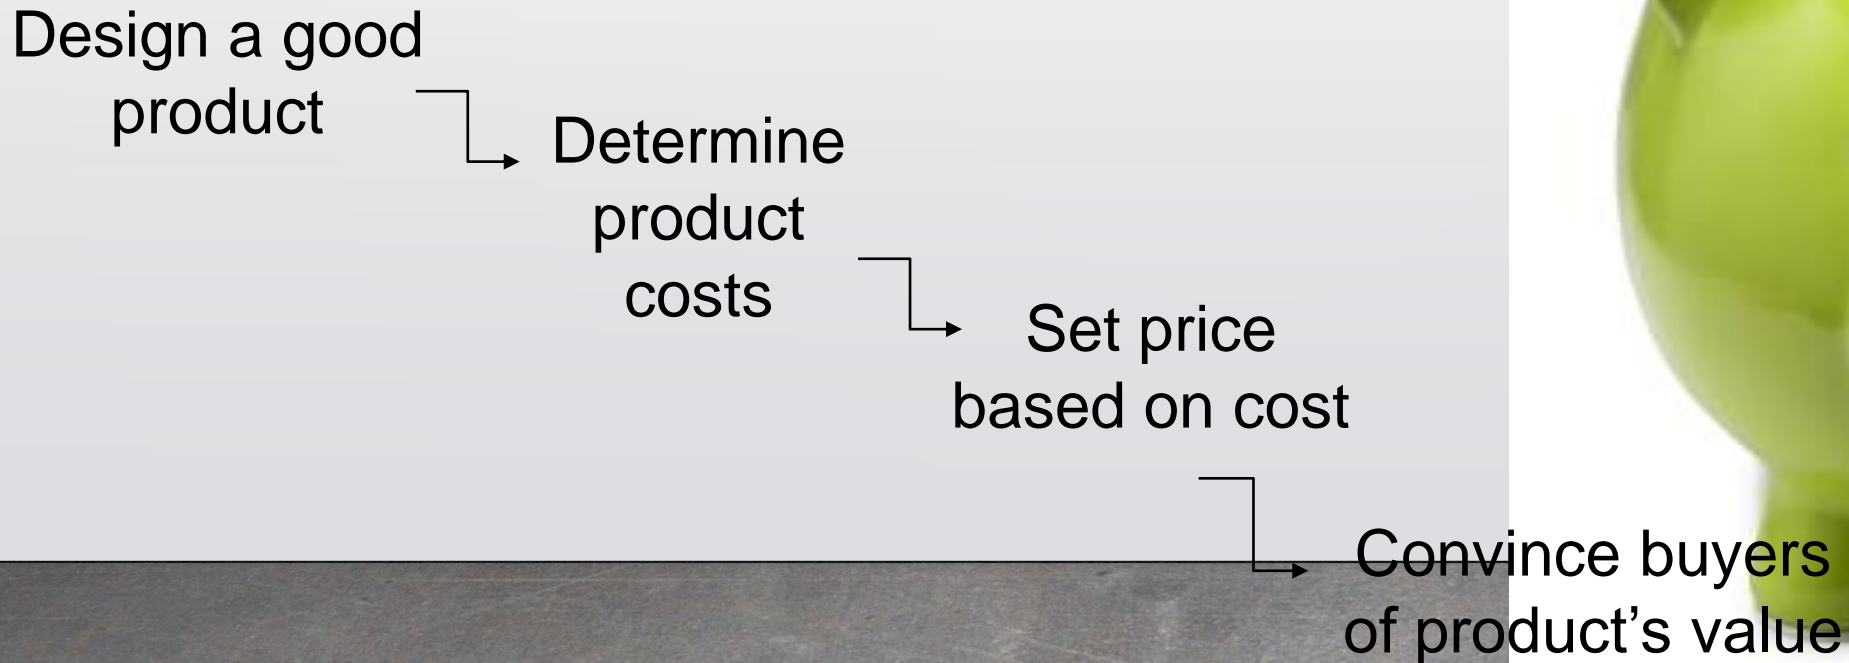 Design a good
product
Determine
product
costs
Set price
based on cost
Convince buyers
of product’s value